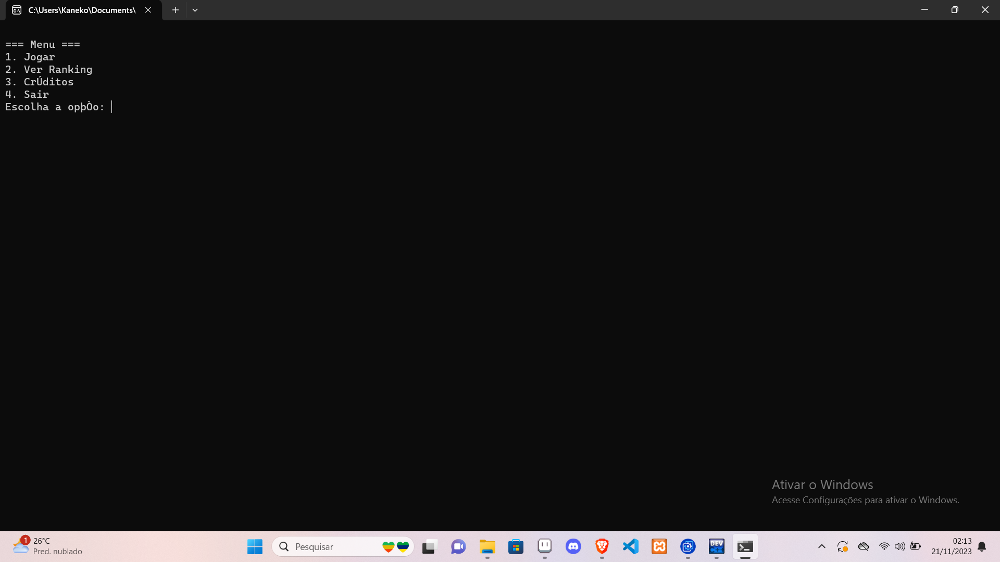 C:\Users\Kaneko\Documents\
=== Menu ===
1. Jogar
2. Ver Ranking
3. CrÚditos
4. Sair
Escolha a opþÒo:
Ativar o Windows
Acesse Configurações para ativar o Windows.
1
26°C
Pred. nublado
Pesquisar
DEV
C++
02:13
21/11/2023